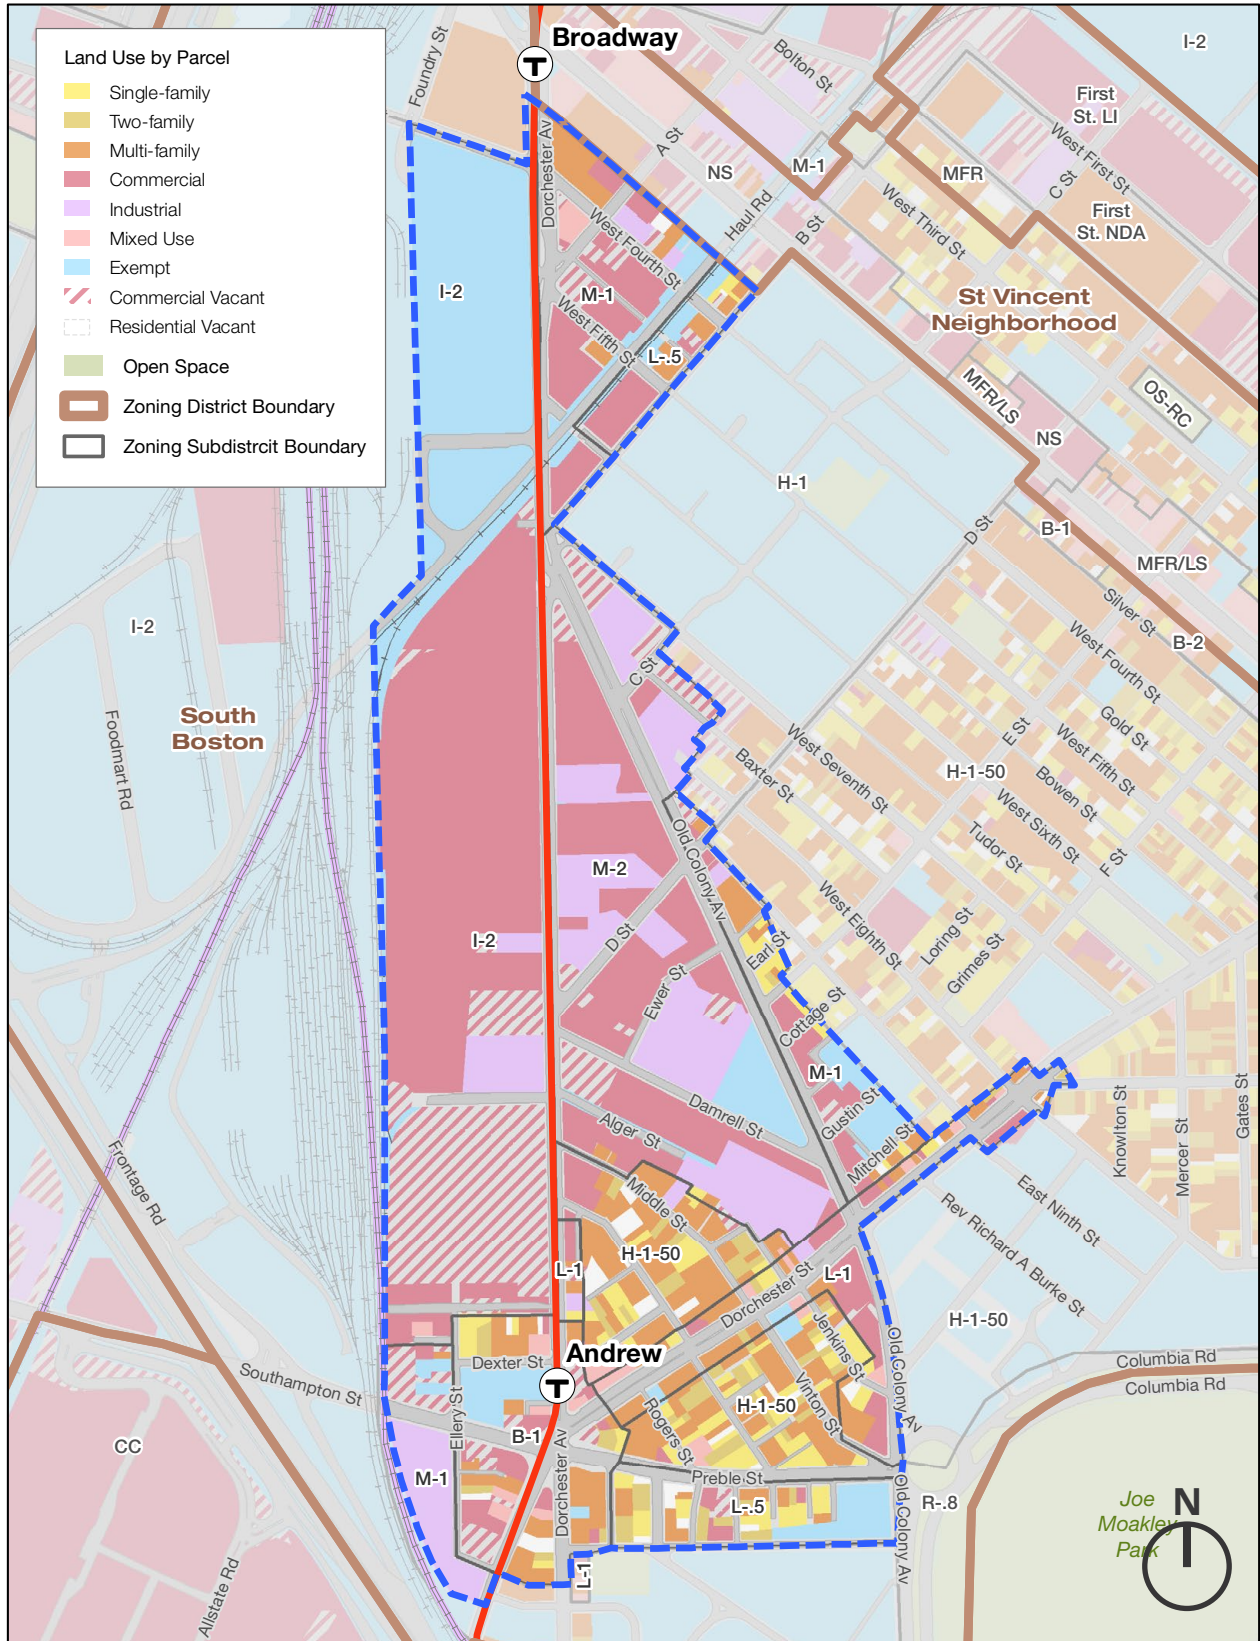 Broadway
T
Land Use by Parcel
Single-family
Two-family
Multi-family
Commercial
Industrial
Mixed Use
Exempt
Commercial Vacant
Residential Vacant
Open Space
Zoning District Boundary
Zoning Subdistrcit Boundary
Foundry St
Bolton St
I-2
First
St. LI
West First St
C St
A St
NS
M-1
MFR
First
St. NDA
Dorchester Av
Haul Rd
B St
West Third St
West Fourth St
I-2
M-1
West Fifth St
L-.5
St Vincent
Neighborhood
MFR/LS
OS-RC
NS
H-1
D St
B-1
MFR/LS
Silver St
B-2
West Fourth St
I-2
C St
South
Boston
Foodmart Rd
Gold St
E St
West Fifth St
West Seventh St
Baxter St
H-1-50
Bowen St
West Sixth St
Tudor St
F St
Old Colony Av
M-2
West Eighth St
Loring St
Grimes St
I-2
D St
Earl St
Ewer St
Cottage St
M-1
Gustin St
Damrell St
Alger St
Mitchell St
Knowlton St
Mercer St
Gates St
Frontage Rd
Middle St
East Ninth St
Rev Richard A Burke St
H-1-50
L-1
Dorchester St
L-1
H-1-50
Jenkins St
Old Colony Av
Andrew
T
Dexter St
Columbia Rd
Columbia Rd
Southampton St
Ellery St
Vinton St
H-1-50
Rogers St
CC
B-1
Dorchester Av
M-1
Preble St
L-.5
Old Colony Av
R-.8
Joe
Moakley
Park
N
L-1
Allstate Rd